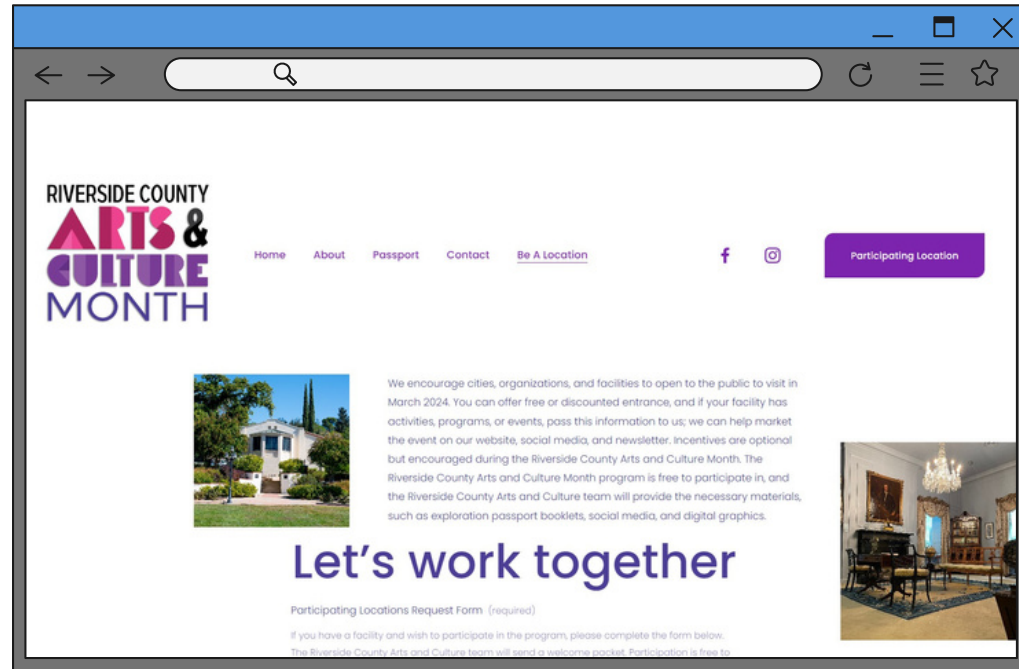 RIVERSIDE COUNTY
ARTS &
CULTURE
MONTH
Home About Passport Contact Be A Location
Participating Location
We encourage cities, organizations, and facilities to open to the public to visit in
March 2024. You can offer free or discounted entrance, and if your facility has
activities, programs, or events, pass this information to us; we can help market
the event on our website, social media, and newsletter. Incentives are optional
but encouraged during the Riverside County Arts and Culture Month. The
Riverside County Arts and Culture Month program is free to participate in, and
the Riverside County Arts and Culture team will provide the necessary materials,
such as exploration passport booklets, social media, and digital graphics.
Let's work together
Participating Locations Request Form (required)
If you have a facility and wish to participate in the program, please complete the form below.
The Riverside County Arts and Culture team will send a welcome packet. Participation is free to